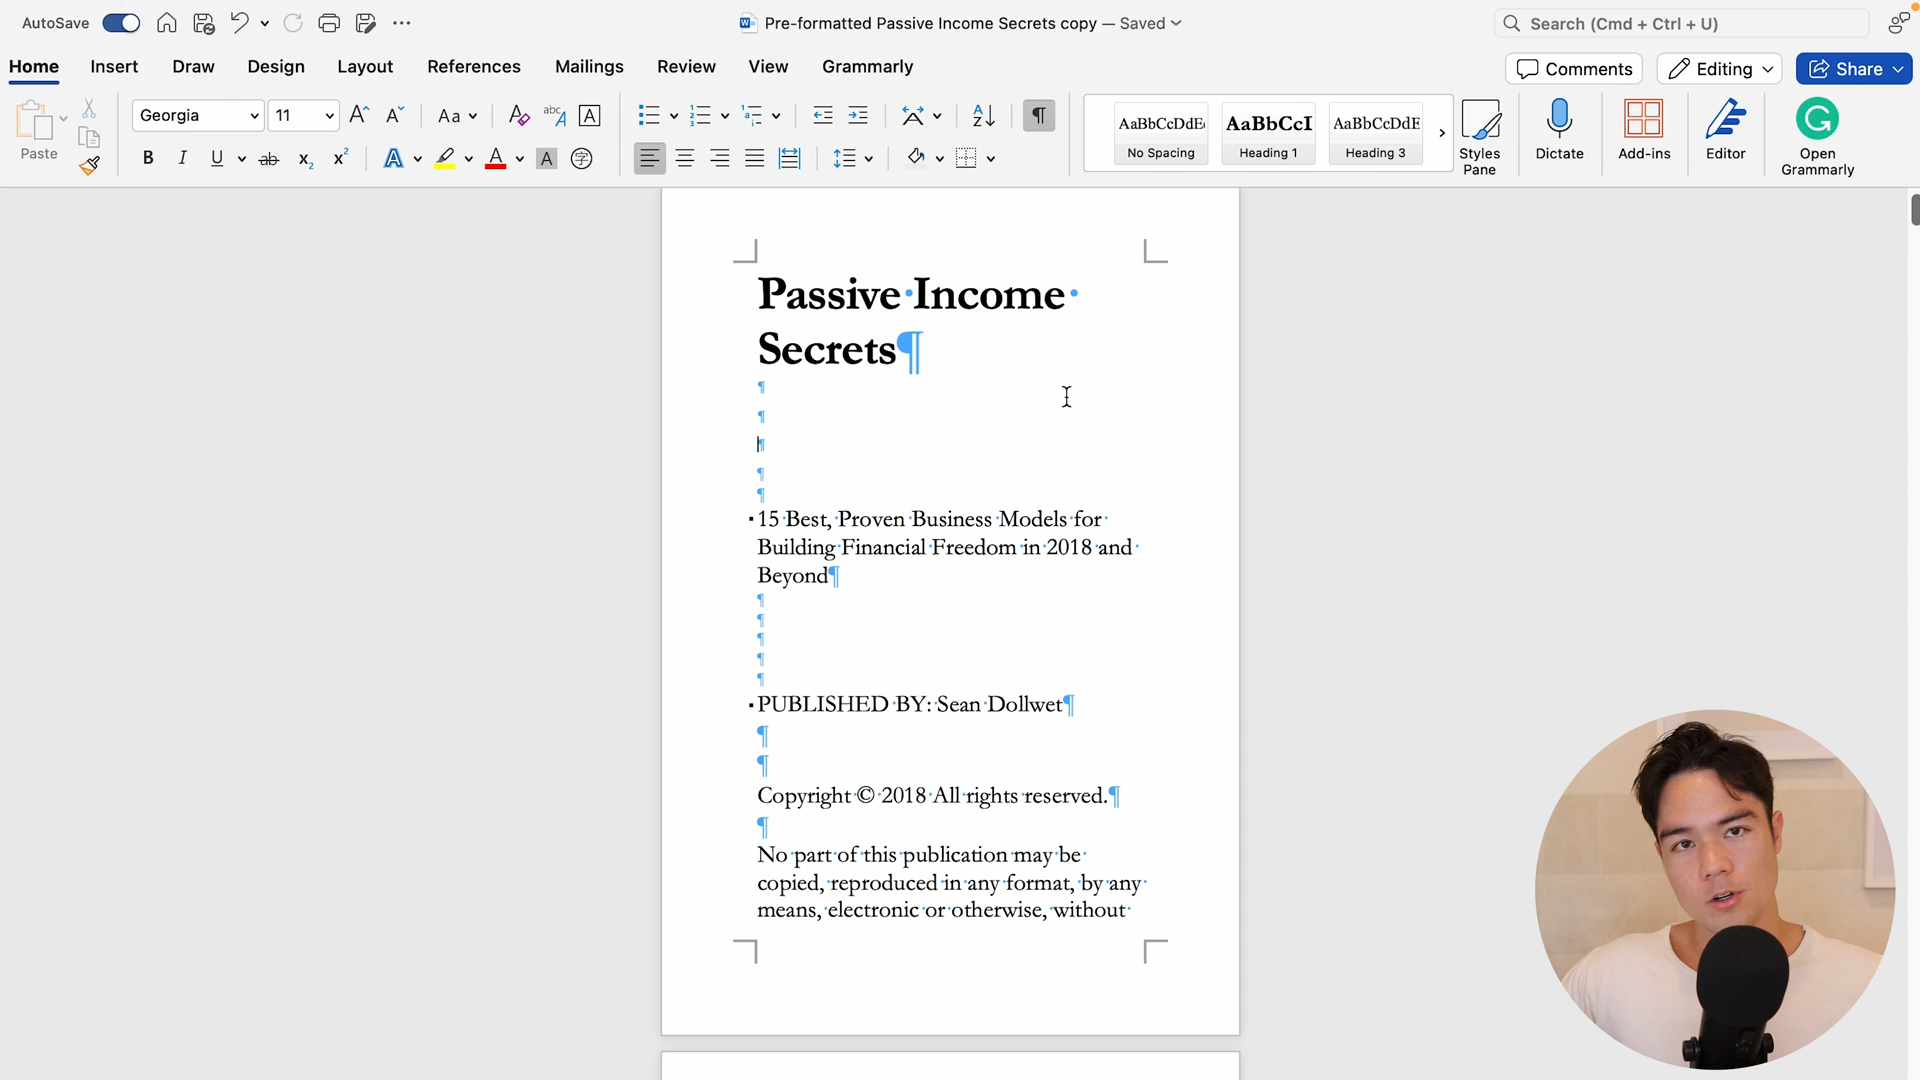 AutoSave
Pre-formatted Passive Income Secrets copy — Saved
Search (Cmd + Ctrl + U)
Home Insert Draw Design Layout References Mailings Review View Grammarly
Comments Editing Share
Paste
Georgia 11 Aa
AaBbCcDdEe AaBbCcI AaBbCcDdE
No Spacing Heading 1 Heading 3
Styles Pane
Dictate
Add-ins
Editor
Open Grammarly
Passive Income
Secrets¶
¶
¶
¶
¶
¶
15 Best, Proven Business Models for
Building Financial Freedom in 2018 and
Beyond¶
¶
¶
¶
¶
¶
PUBLISHED BY: Sean Dollwet¶
¶
¶
Copyright © 2018 All rights reserved.¶
¶
No part of this publication may be
copied, reproduced in any format, by any
means, electronic or otherwise, without